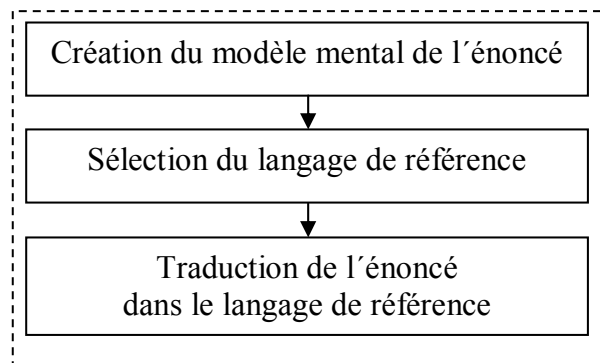 Création du modèle mental de l´énoncé
Sélection du langage de référence
Traduction de l´énoncé
dans le langage de référence